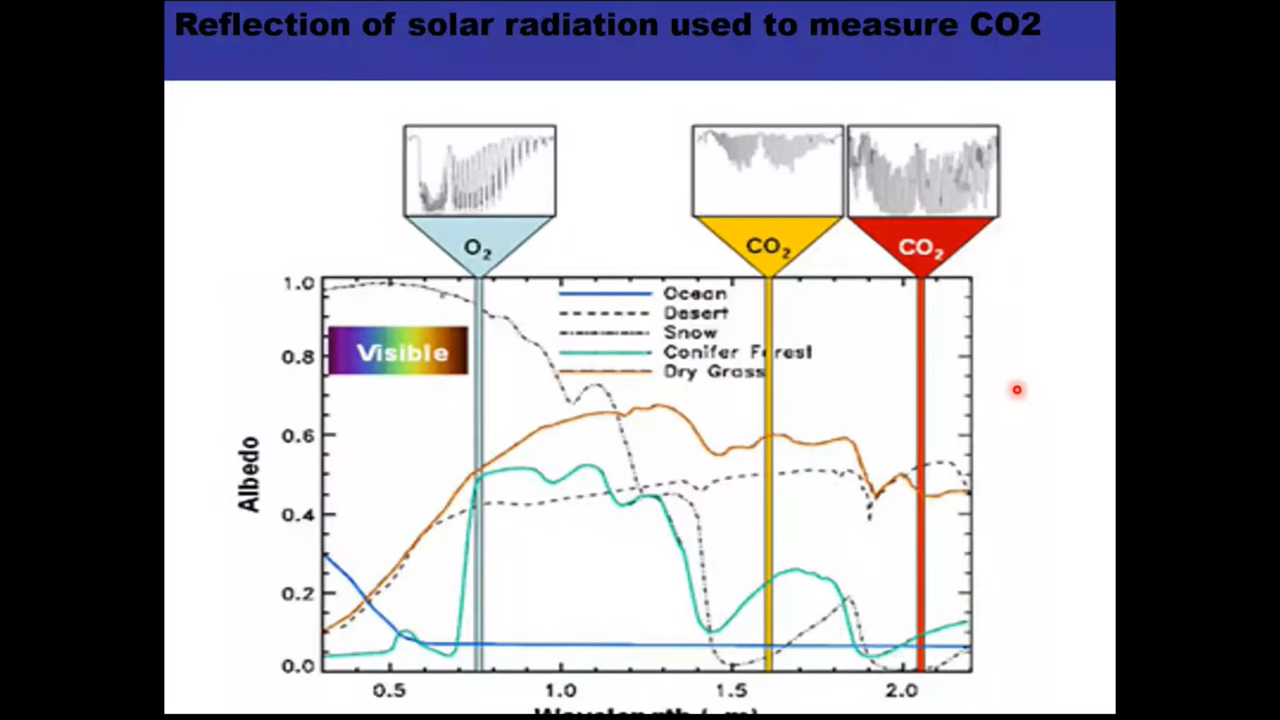 Reflection of solar radiation used to measure CO2
O2
CO2
CO2
1.0
0.8
0.6
0.4
0.2
0.0
Albedo
Visible
Ocean
Desert
Snow
Conifer Forest
Dry Grass
0.5
1.0
1.5
2.0